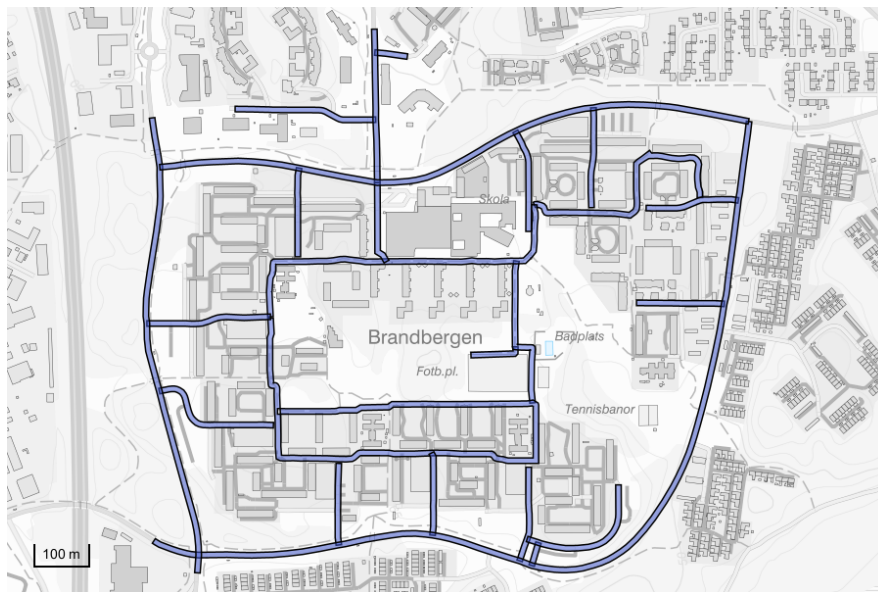 Skola
Brandbergen
Badplats
Fotb.pl.
Tennisbanor
100 m